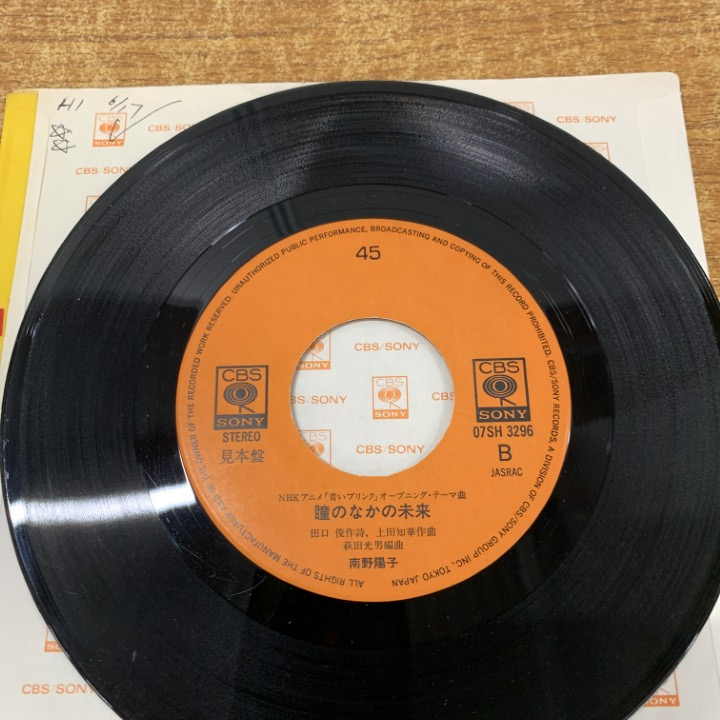 H1 6/17
CBS/SONY
SONY
CBS/SONY
CBS/SONY
45
UNAUTHORIZED PUBLIC PERFORMANCE, BROADCASTING AND COPYING OF THIS RECORD PROHIBITED. CBS/SONY RECORDS, A DIVISION OF CBS/SONY GROUP INC., TOKYO JAPAN
ALL RIGHTS OF THE MANUFACTURER AND OF THE OWNER OF THE RECORDED WORK RESERVED.
CBS
SONY
STEREO
見本盤
CBS
SONY
07SH 3296
B
JASRAC
CBS/SONY
CBS/SONY
CBS
SONY
CBS/SONY
NHKアニメ「青いブリンク」オープニング・テーマ曲
瞳のなかの未来
田口 俊作詩、上田知華作曲
萩田光男編曲
南野陽子
CBS/SONY
SONY